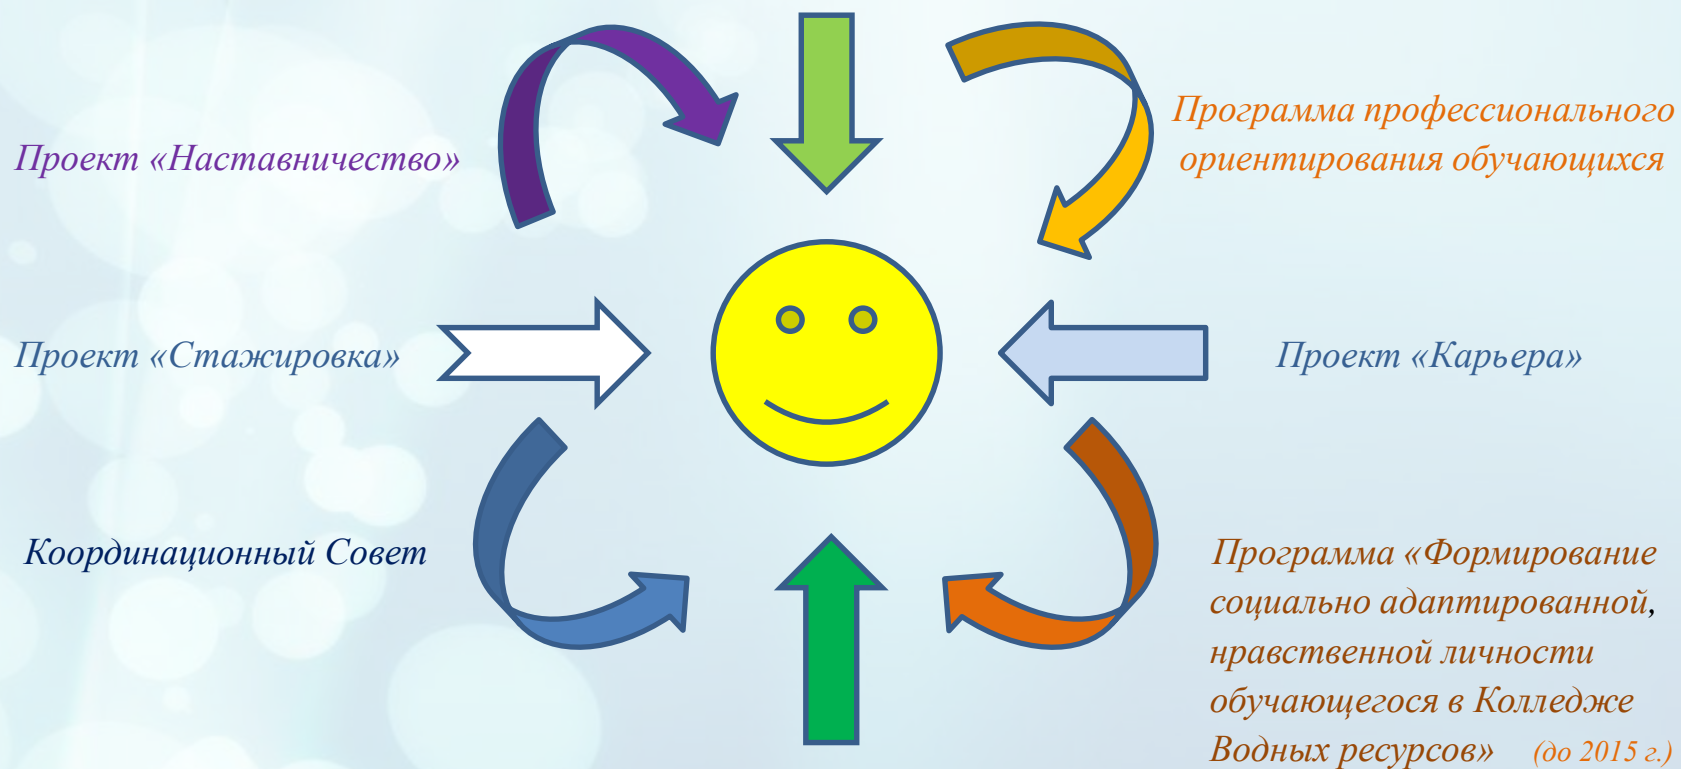 Проект «Наставничество»
Программа профессионального
ориентирования обучающихся
Проект «Стажировка»
Проект «Карьера»
Координационный Совет
Программа «Формирование
социально адаптированной,
нравственной личности
обучающегося в Колледже
Водных ресурсов» (до 2015 г.)